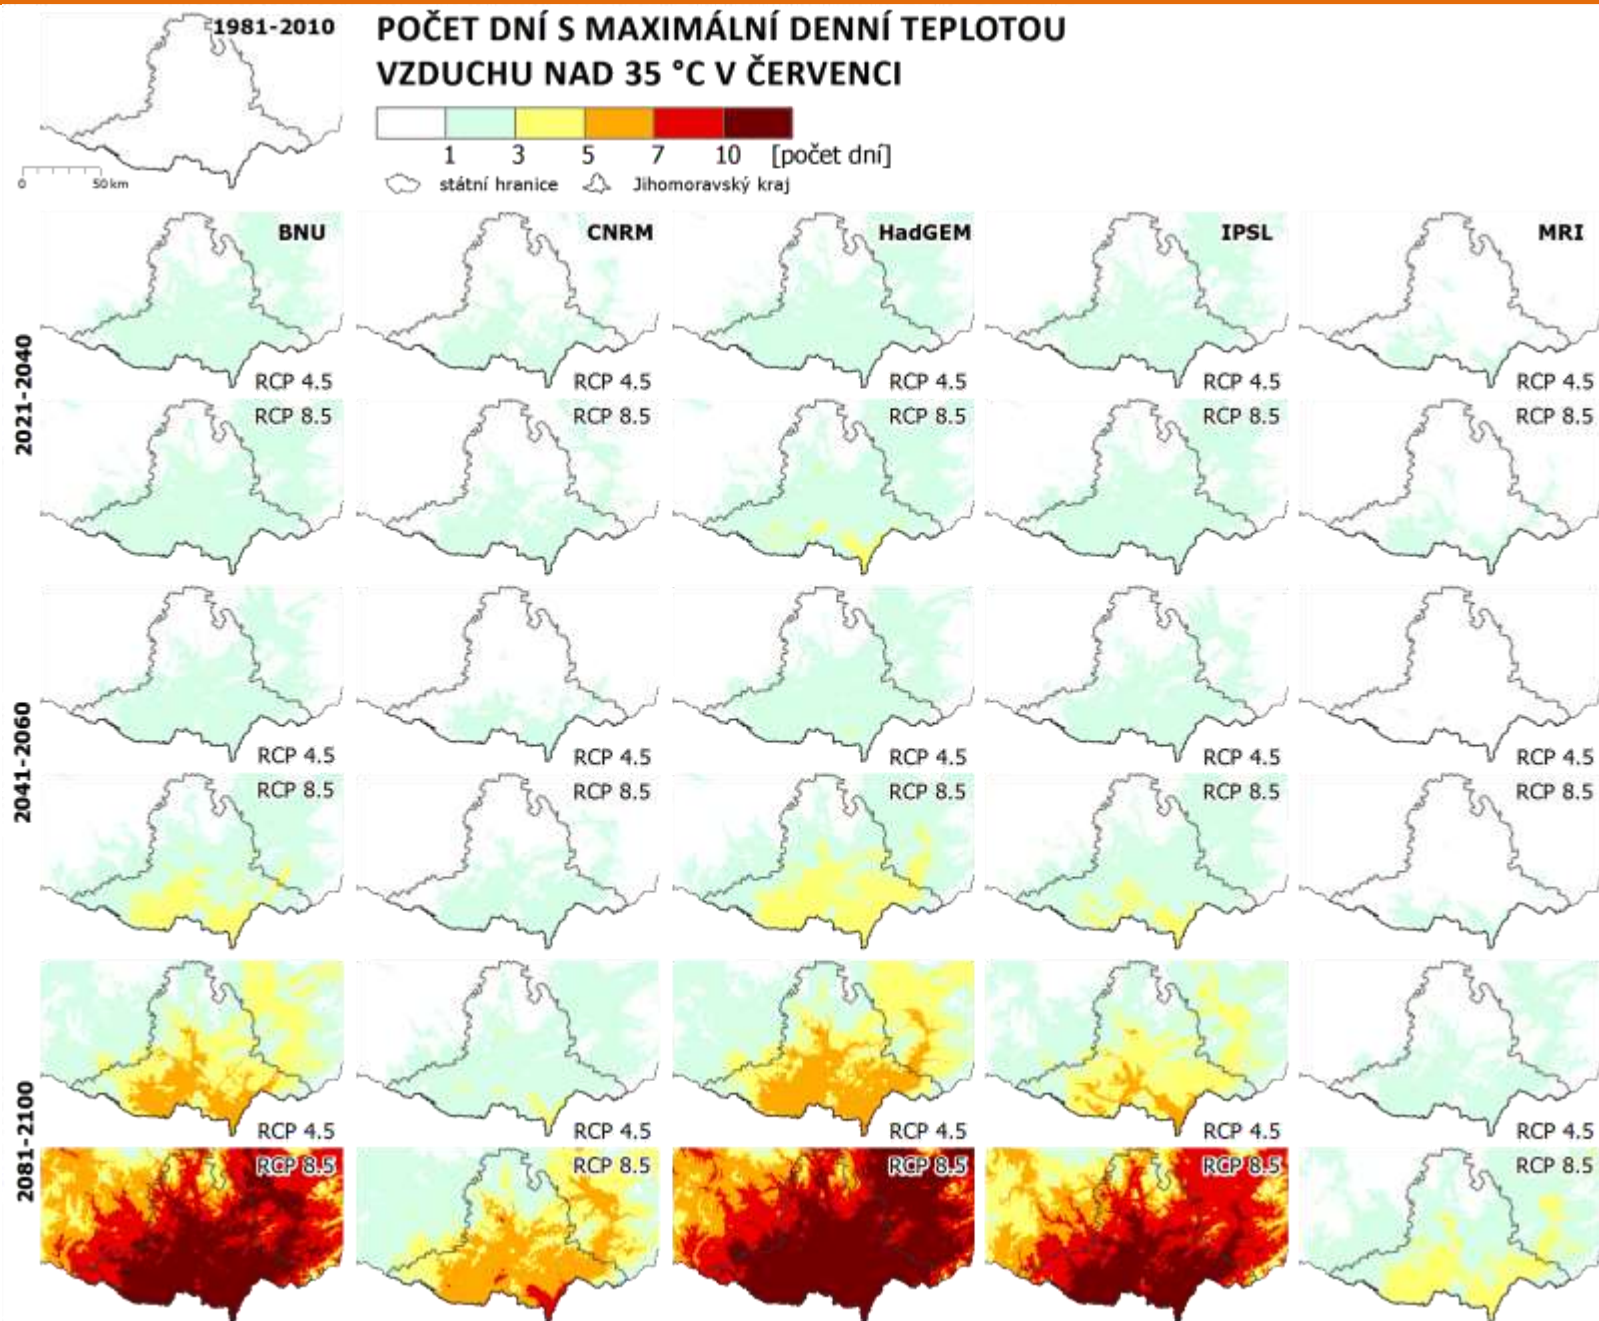 1981-2010
POČET DNÍ S MAXIMÁLNÍ DENNÍ TEPLOTOU
VZDUCHU NAD 35 °C V ČERVENCI
1 3 5 7 10 [počet dní]
státní hranice Jihomoravský kraj
0 50 km
BNU CNRM HadGEM IPSL MRI
2021-2040
RCP 4.5 RCP 4.5 RCP 4.5 RCP 4.5 RCP 4.5
RCP 8.5 RCP 8.5 RCP 8.5 RCP 8.5 RCP 8.5
2041-2060
RCP 4.5 RCP 4.5 RCP 4.5 RCP 4.5 RCP 4.5
RCP 8.5 RCP 8.5 RCP 8.5 RCP 8.5 RCP 8.5
2081-2100
RCP 4.5 RCP 4.5 RCP 4.5 RCP 4.5 RCP 4.5
RCP 8.5 RCP 8.5 RCP 8.5 RCP 8.5 RCP 8.5